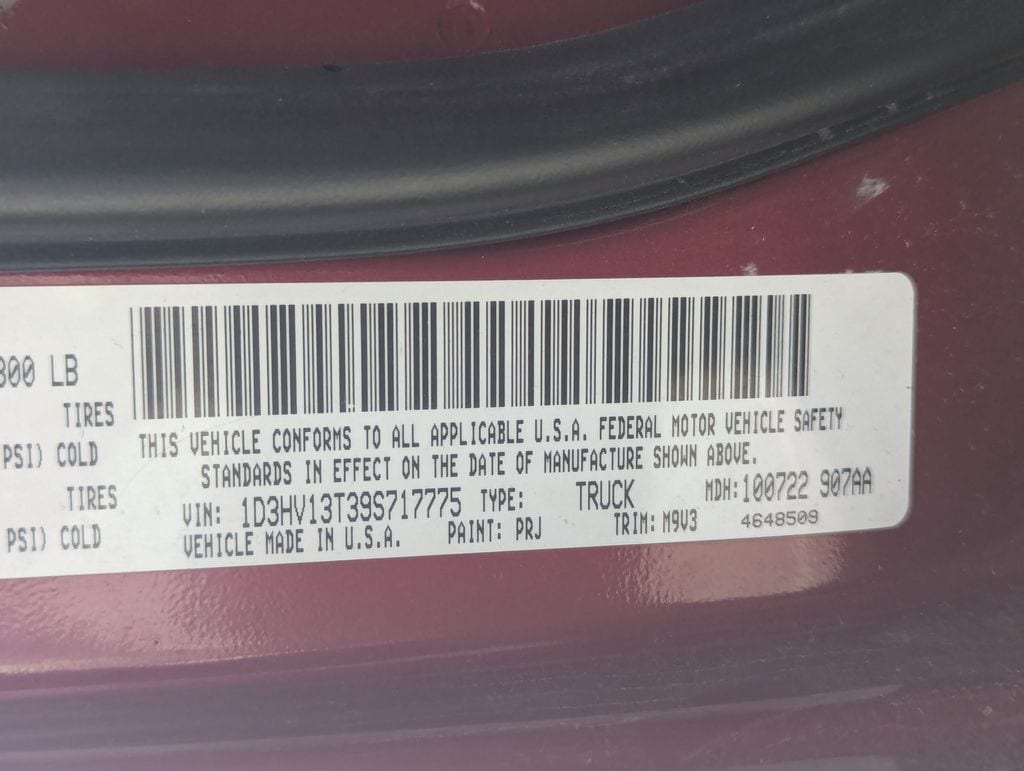 800 LB
TIRES
PSI) COLD
TIRES
PSI) COLD
THIS VEHICLE CONFORMS TO ALL APPLICABLE U.S.A. FEDERAL MOTOR VEHICLE SAFETY
STANDARDS IN EFFECT ON THE DATE OF MANUFACTURE SHOWN ABOVE.
VIN: 1D3HV13T39S717775 TYPE: TRUCK MDH:100722 907AA
VEHICLE MADE IN U.S.A. PAINT: PRJ TRIM: M9V3 4648509